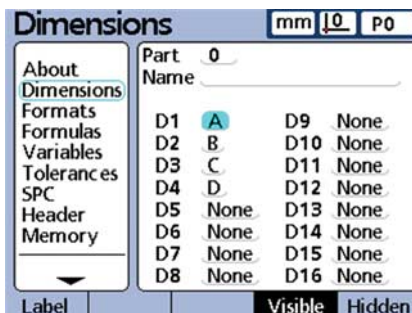 Dimensions mm 0 P0
About
Dimensions
Formats
Formulas
Variables
Tolerances
SPC
Header
Memory
Part 0
Name
D1 A D9 None
D2 B D10 None
D3 C D11 None
D4 D D12 None
D5 None D13 None
D6 None D14 None
D7 None D15 None
D8 None D16 None
Label Visible Hidden